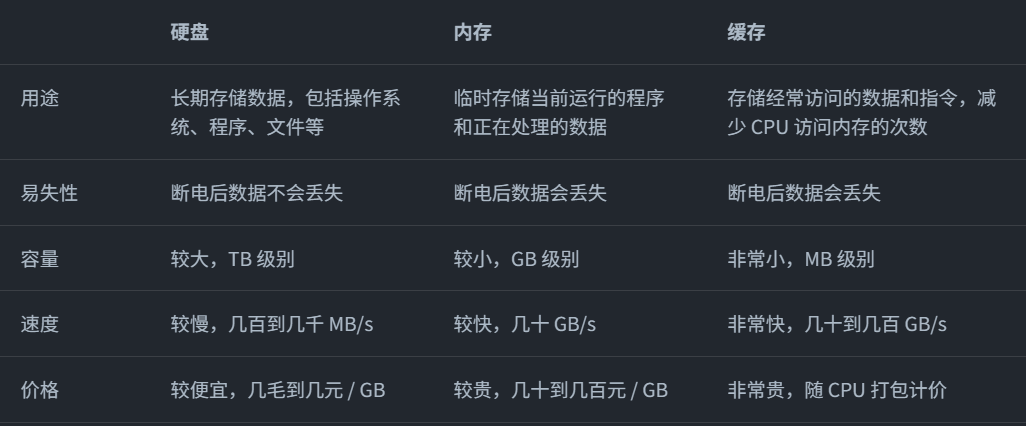 硬盘 内存 缓存
用途 长期存储数据，包括操作系 临时存储当前运行的程序 存储经常访问的数据和指令，减
统、程序、文件等 和正在处理的数据 少 CPU 访问内存的次数
易失性 断电后数据不会丢失 断电后数据会丢失 断电后数据会丢失
容量 较大，TB 级别 较小，GB 级别 非常小，MB 级别
速度 较慢，几百到几千 MB/s 较快，几十 GB/s 非常快，几十到几百 GB/s
价格 较便宜，几毛到几元 / GB 较贵，几十到几百元 / GB 非常贵，随 CPU 打包计价